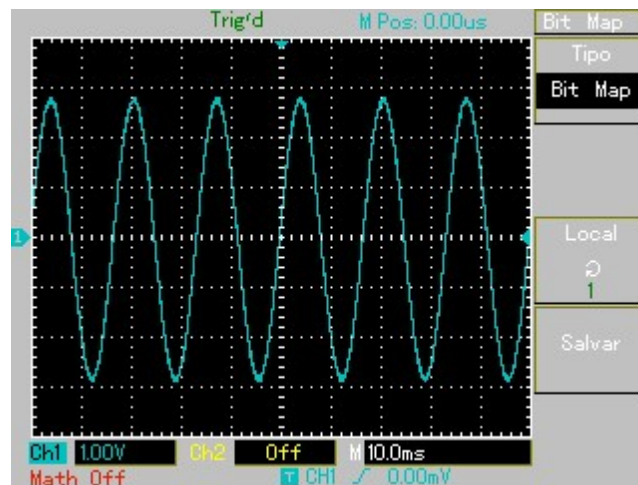 Trig'd M Pos: 0.00us Bit Map
Tipo
Bit Map
1
Local
1
Salvar
Ch1 1.00V Ch2 Off M 10.0ms
Math Off T CH1 0.00mV